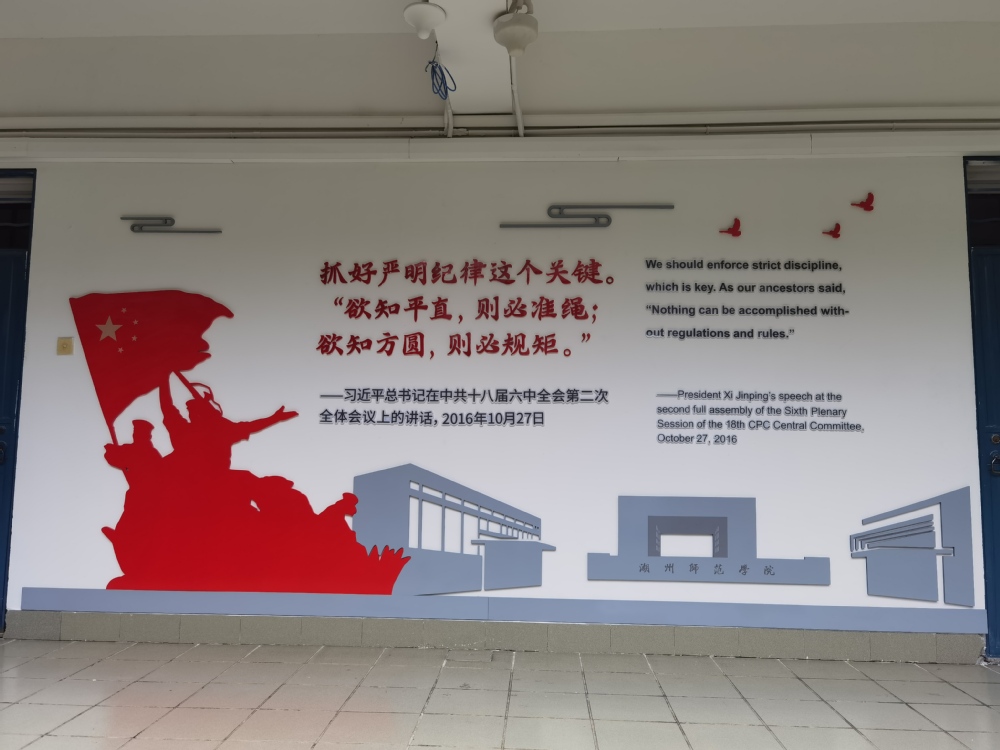 抓好严明纪律这个关键。
“欲知平直，则必准绳；
欲知方圆，则必规矩。”
——习近平总书记在中共十八届六中全会第二次
全体会议上的讲话，2016年10月27日
We should enforce strict discipline,
which is key. As our ancestors said,
"Nothing can be accomplished with-
out regulations and rules."
——President Xi Jinping's speech at the
second full assembly of the Sixth Plenary
Session of the 18th CPC Central Committee,
October 27, 2016
湖州師范學院